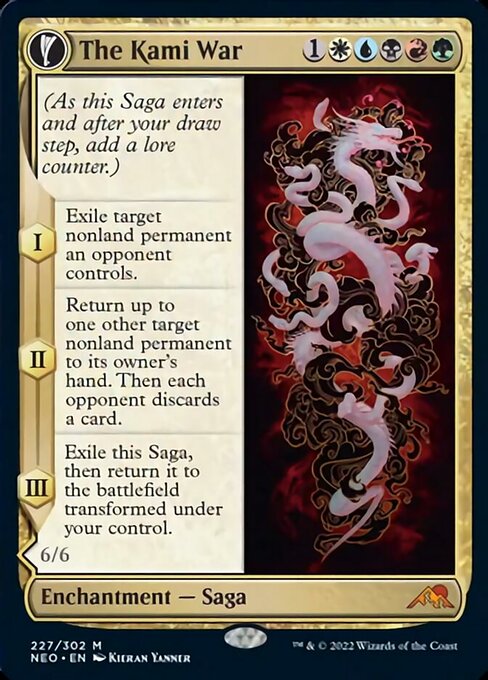 The Kami War 1
(As this Saga enters
and after your draw
step, add a lore
counter.)
I
Exile target
nonland permanent
an opponent
controls.
II
Return up to
one other target
nonland permanent
to its owner's
hand. Then each
opponent discards
a card.
III
Exile this Saga,
then return it to
the battlefield
transformed under
your control.
6/6
Enchantment — Saga
227/302 M
NEO • EN Kieran Yanner
™ & © 2022 Wizards of the Coast